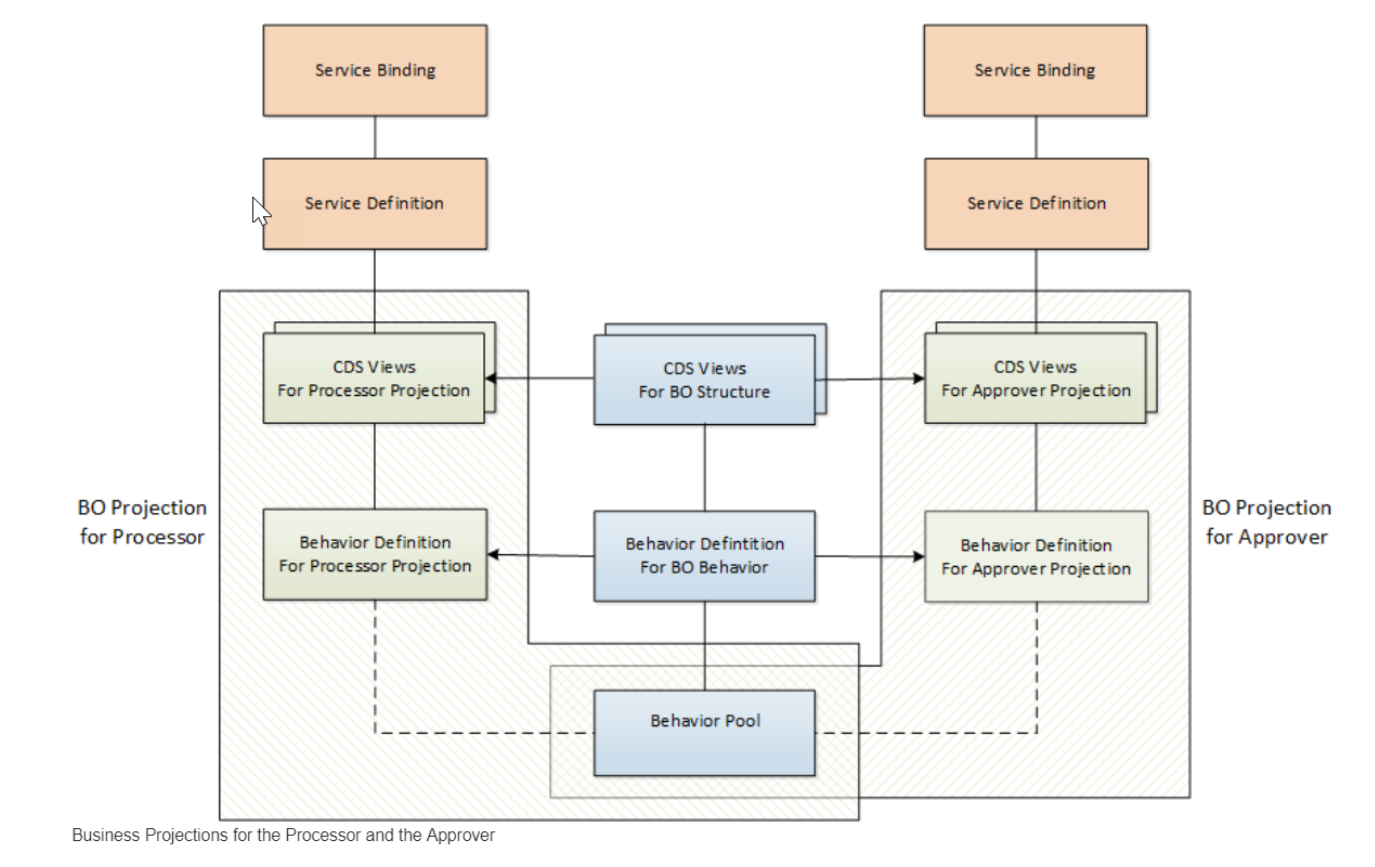 Service Binding
Service Binding
Service Definition
Service Definition
CDS Views
For Processor Projection
CDS Views
For BO Structure
CDS Views
For Approver Projection
BO Projection
for Processor
Behavior Definition
For Processor Projection
Behavior Defintition
For BO Behavior
Behavior Definition
For Approver Projection
BO Projection
for Approver
Behavior Pool
Business Projections for the Processor and the Approver